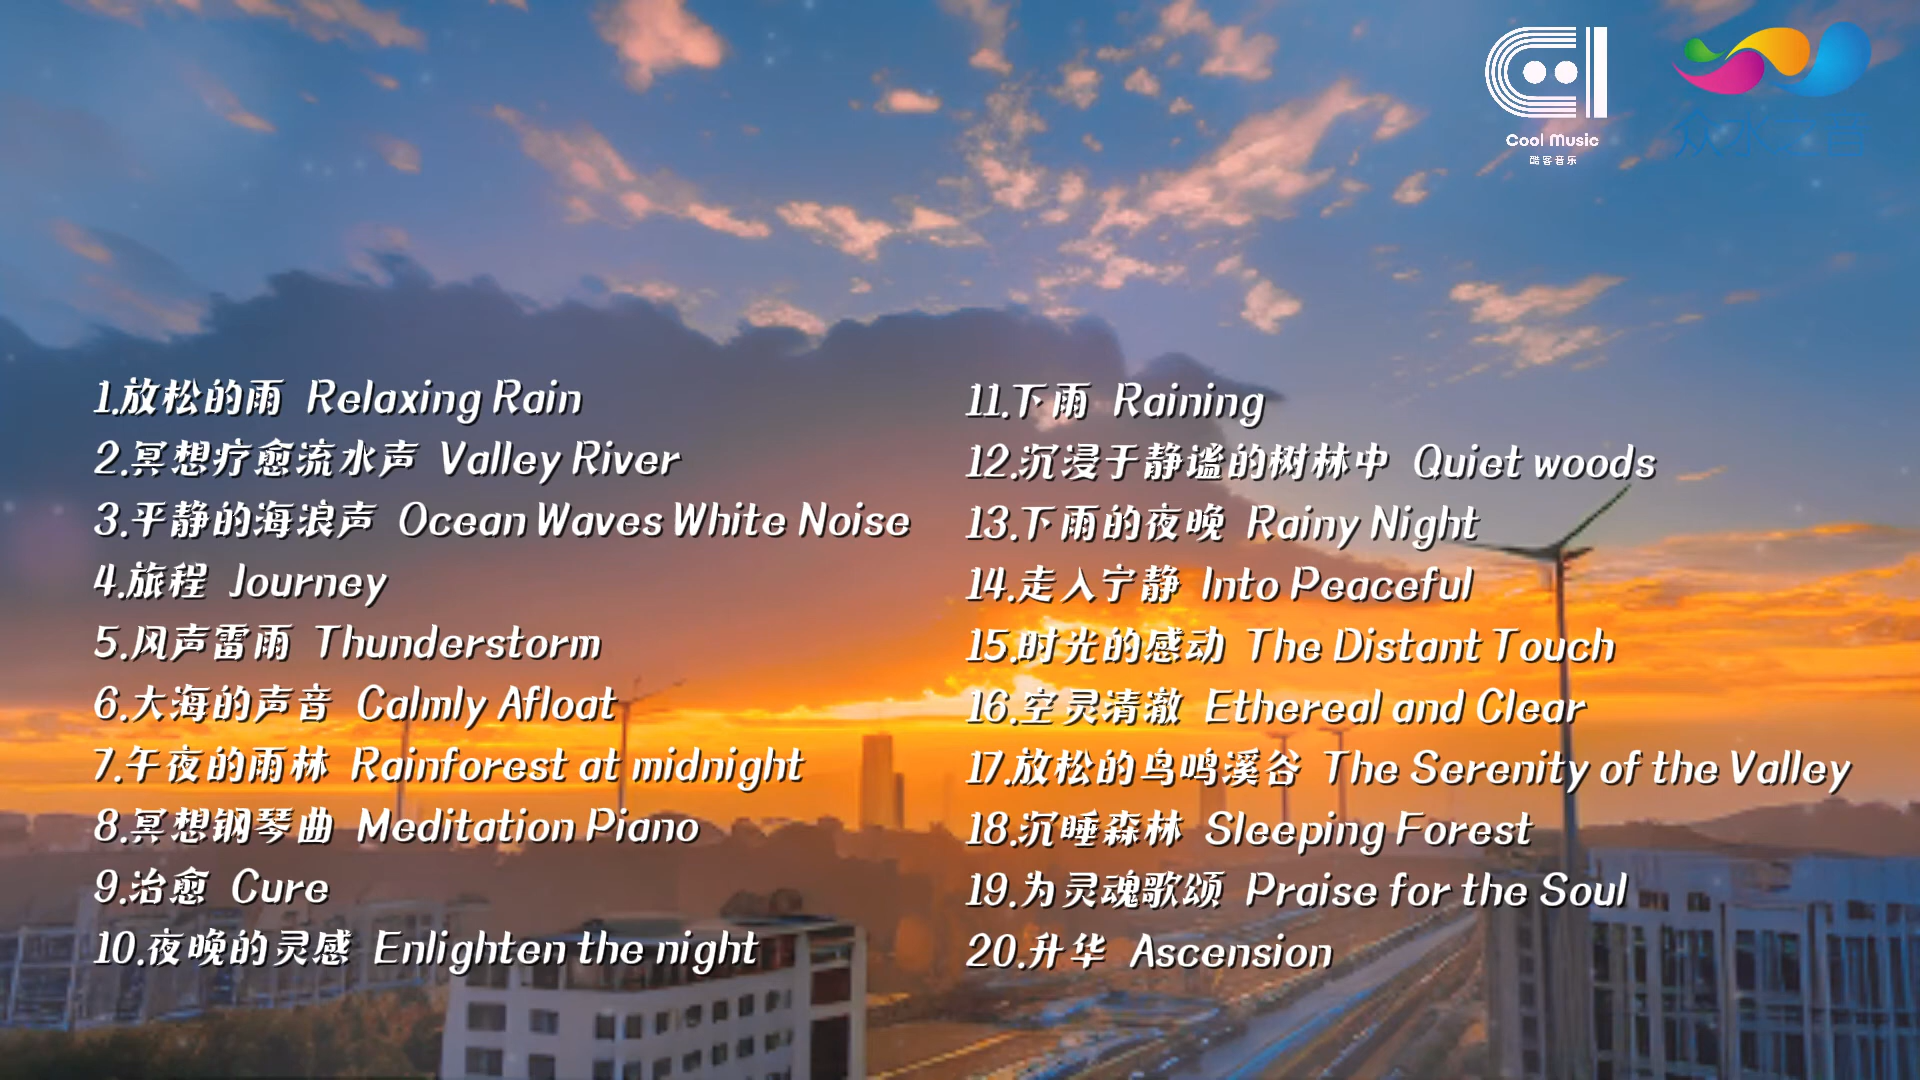 Cool Music
酷客音乐
众水之音
1.放松的雨 Relaxing Rain
2.冥想疗愈流水声 Valley River
3.平静的海浪声 Ocean Waves White Noise
4.旅程 Journey
5.风声雷雨 Thunderstorm
6.大海的声音 Calmly Afloat
7.午夜的雨林 Rainforest at midnight
8.冥想钢琴曲 Meditation Piano
9.治愈 Cure
10.夜晚的灵感 Enlighten the night
11.下雨 Raining
12.沉浸于静谧的树林中 Quiet woods
13.下雨的夜晚 Rainy Night
14.走入宁静 Into Peaceful
15.时光的感动 The Distant Touch
16.空灵清澈 Ethereal and Clear
17.放松的鸟鸣溪谷 The Serenity of the Valley
18.沉睡森林 Sleeping Forest
19.为灵魂歌颂 Praise for the Soul
20.升华 Ascension